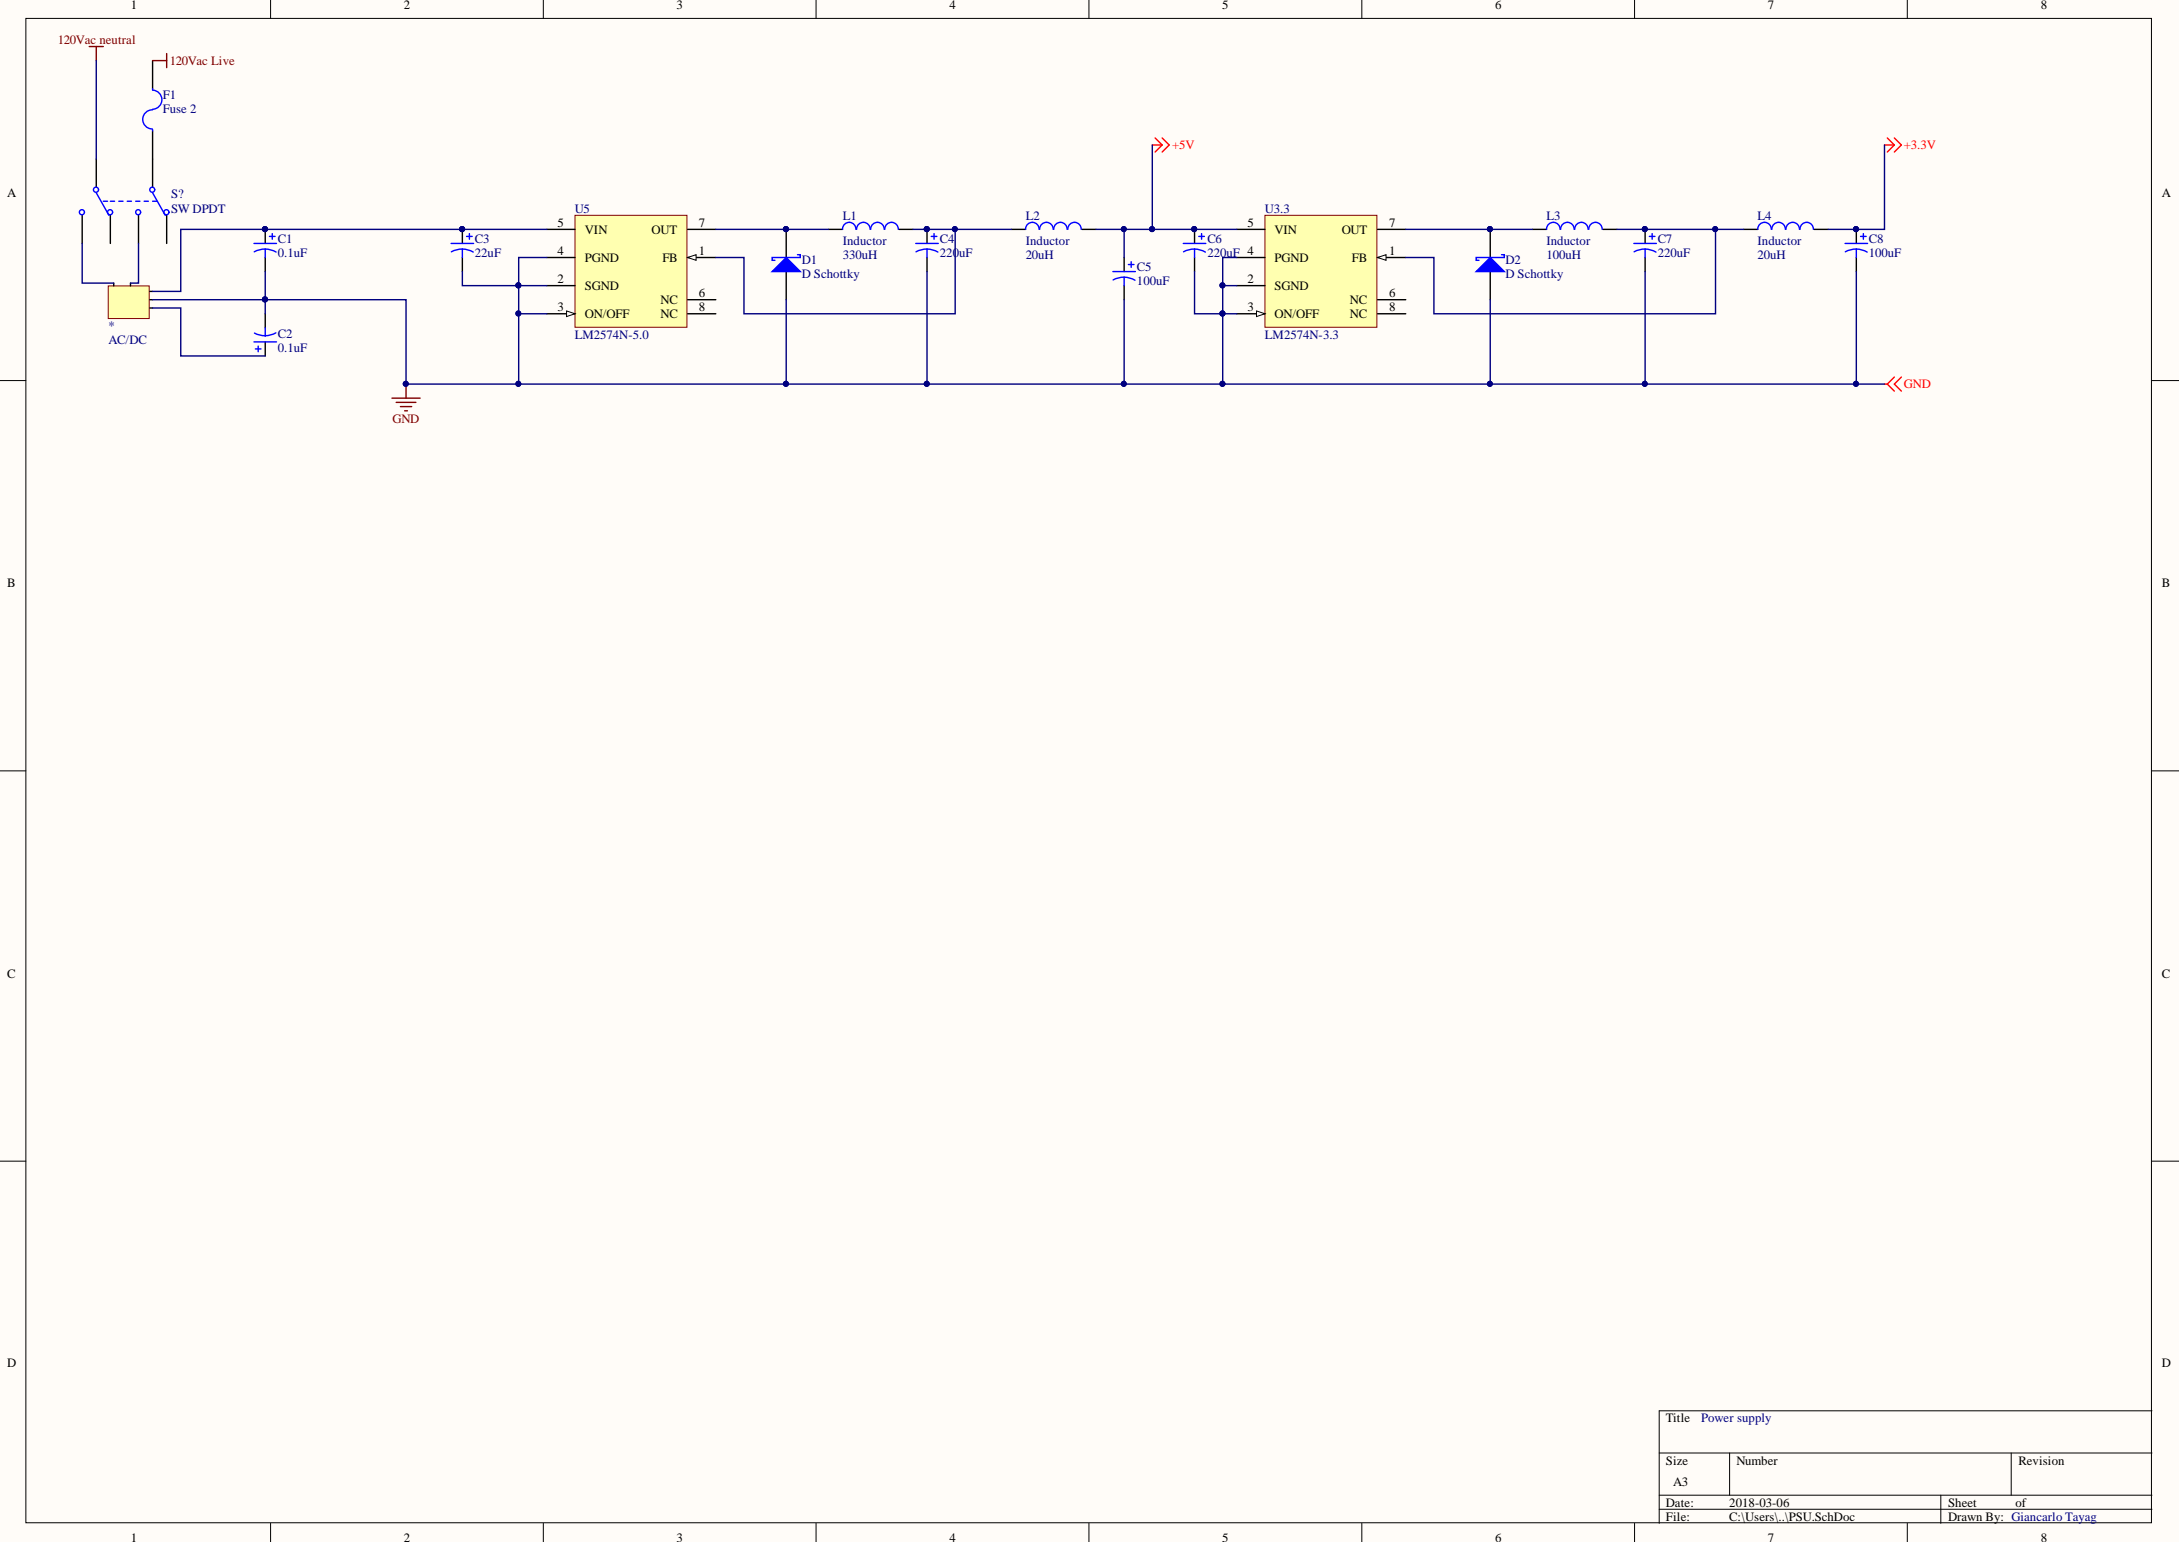 1 2 3 4 5 6 7 8
120Vac neutral
120Vac Live
F1
Fuse 2
+5V
+3.3V
A
A
S?
SW DPDT
U5
5 VIN OUT 7
4 PGND FB 1
2 SGND
NC 6
3 ON/OFF NC 8
LM2574N-5.0
L1
Inductor
330uH
L2
Inductor
20uH
U3.3
5 VIN OUT 7
4 PGND FB 1
2 SGND
NC 6
3 ON/OFF NC 8
LM2574N-3.3
L3
Inductor
100uH
L4
Inductor
20uH
C1
0.1uF
C3
22uF
D1
D Schottky
C4
220uF
C5
100uF
C6
220uF
D2
D Schottky
C7
220uF
C8
100uF
*
AC/DC
C2
0.1uF
GND
GND
B
B
C
C
D
D
Title Power supply
Size Number Revision
A3
Date: 2018-03-06 Sheet of
File: C:\Users\..\PSU.SchDoc Drawn By: Giancarlo Tayag
1 2 3 4 5 6 7 8